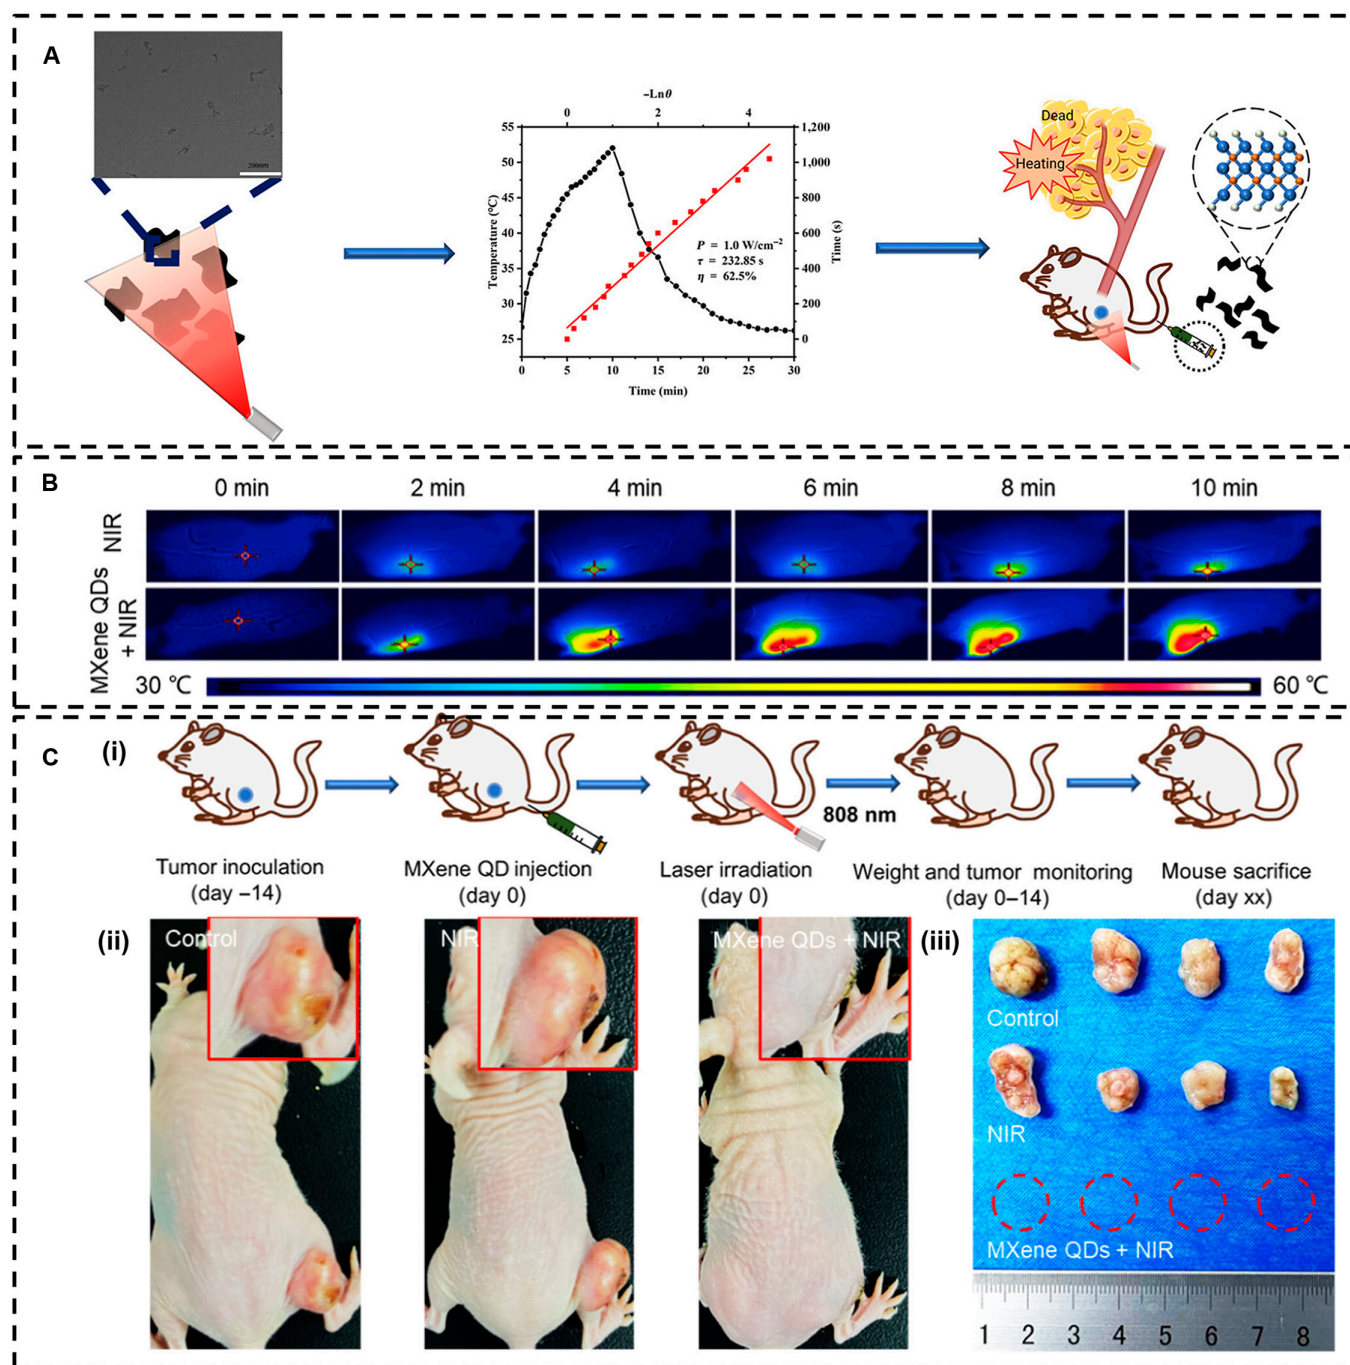 A
200nm
–Lnθ
0 2 4
55
50
45
40
35
30
25
Temperature (℃)
1,200
1,000
800
600
400
200
0
Time (s)
P = 1.0 W/cm⁻²
τ = 232.85 s
η = 62.5%
0 5 10 15 20 25 30
Time (min)
Dead
Heating
B
0 min 2 min 4 min 6 min 8 min 10 min
NIR
MXene QDs
+ NIR
30 ℃ 60 ℃
C
(i)
808 nm
Tumor inoculation
(day –14)
MXene QD injection
(day 0)
Laser irradiation
(day 0)
Weight and tumor monitoring
(day 0–14)
Mouse sacrifice
(day xx)
(ii)
Control
NIR
MXene QDs + NIR
(iii)
Control
NIR
MXene QDs + NIR
1 2 3 4 5 6 7 8